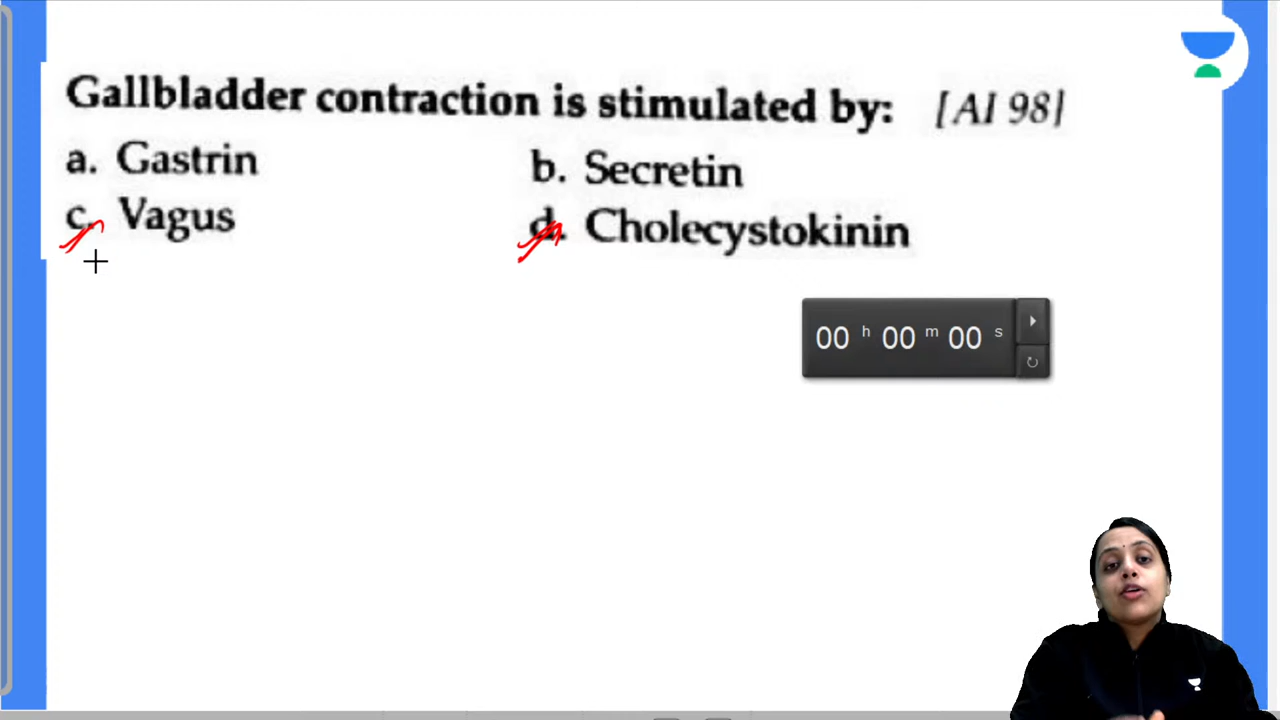 Gallbladder contraction is stimulated by: [AI 98]
a. Gastrin b. Secretin
c. Vagus d. Cholecystokinin
00 h 00 m 00 s